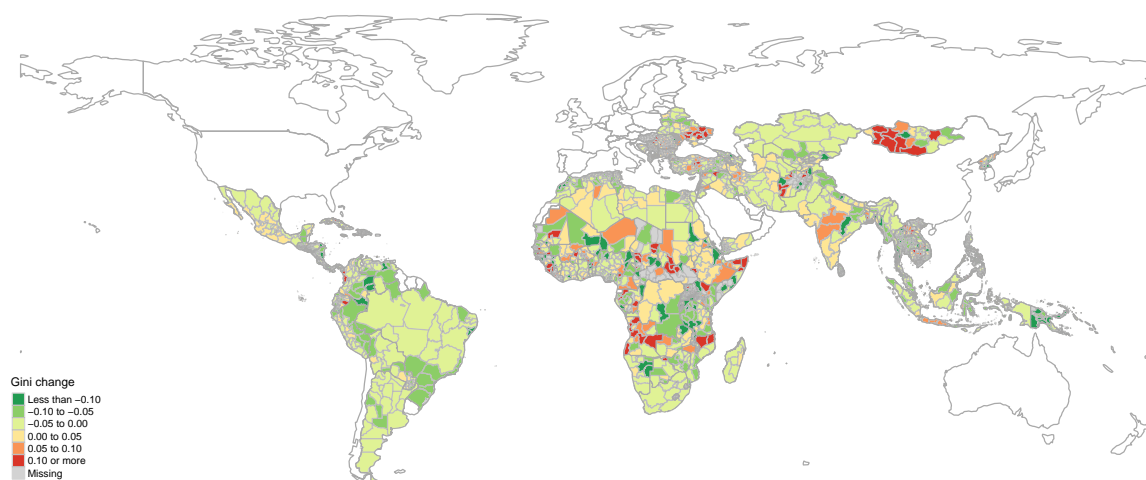 Gini change
Less than −0.10
−0.10 to −0.05
−0.05 to 0.00
0.00 to 0.05
0.05 to 0.10
0.10 or more
Missing